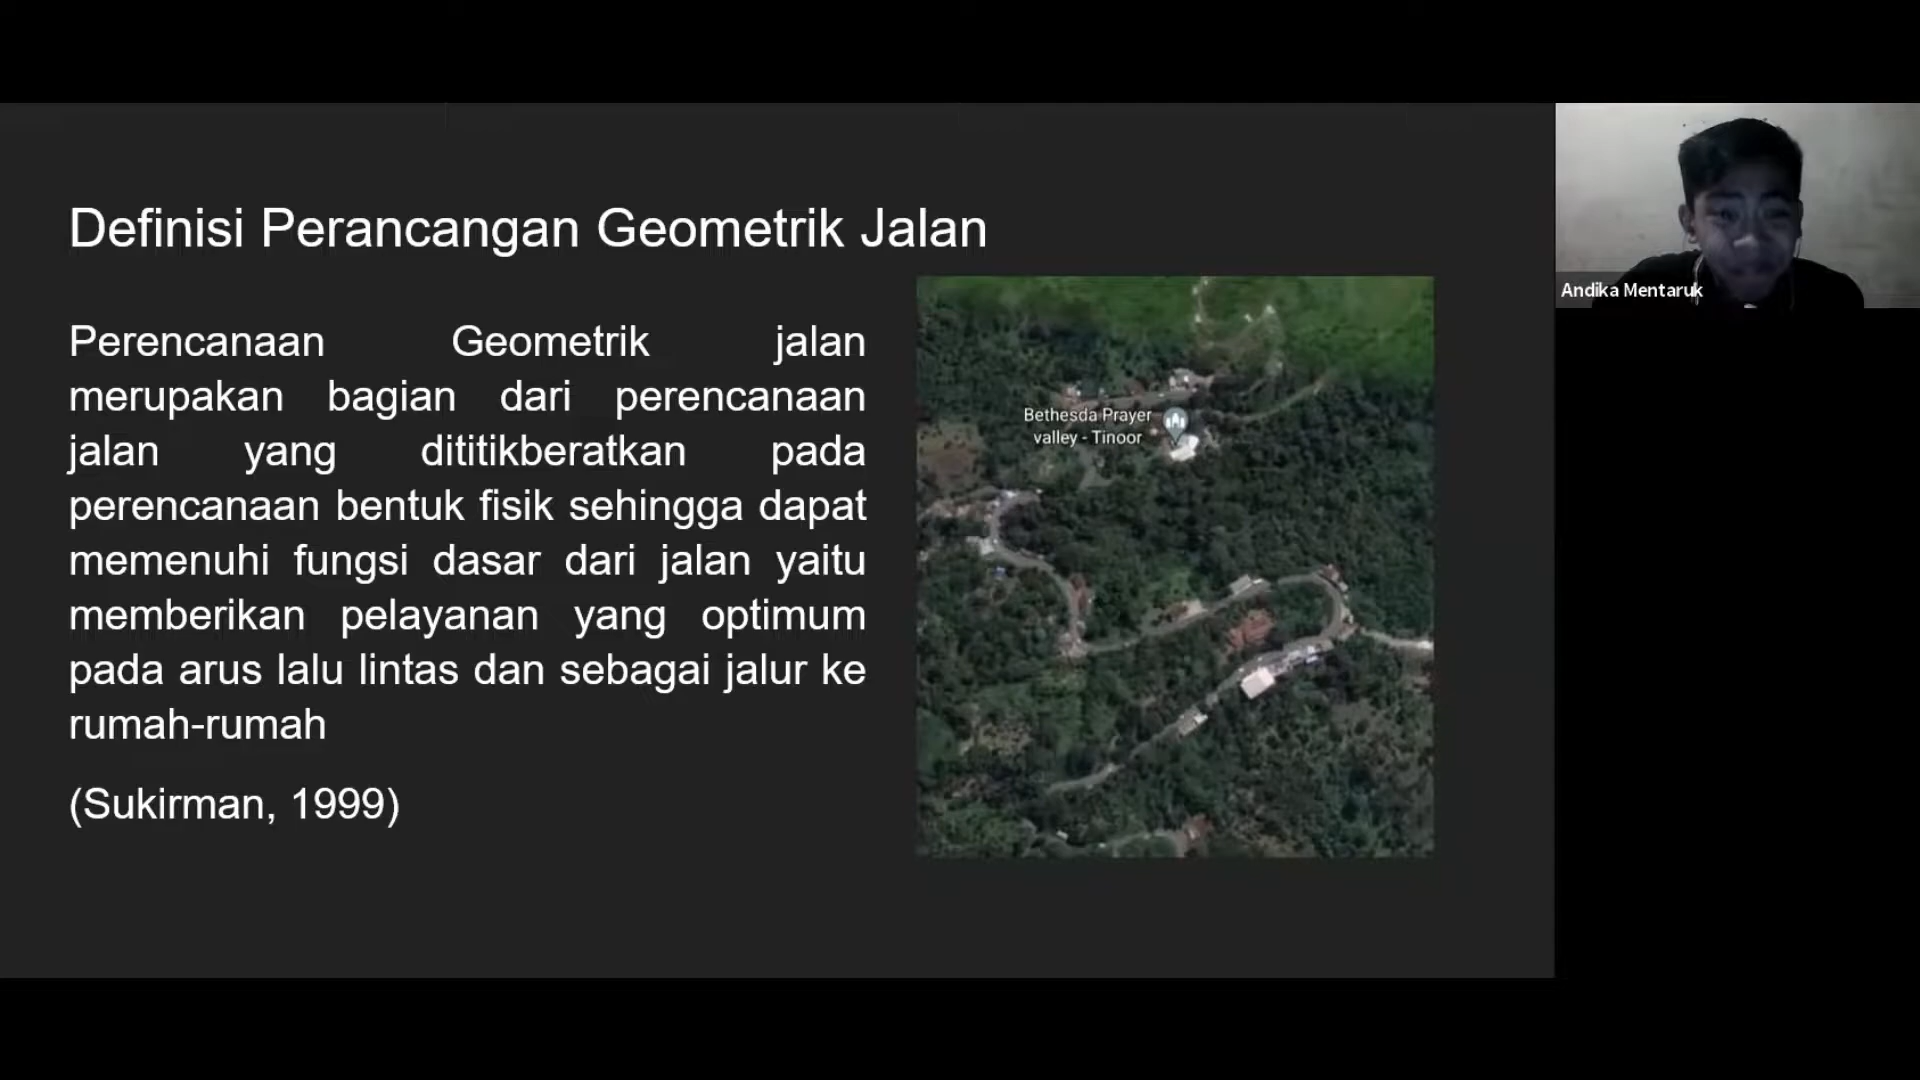 Definisi Perancangan Geometrik Jalan
Perencanaan Geometrik jalan
merupakan bagian dari perencanaan
jalan yang dititikberatkan pada
perencanaan bentuk fisik sehingga dapat
memenuhi fungsi dasar dari jalan yaitu
memberikan pelayanan yang optimum
pada arus lalu lintas dan sebagai jalur ke
rumah-rumah
(Sukirman, 1999)
Bethesda Prayer
valley - Tinoor
Andika Mentaruk